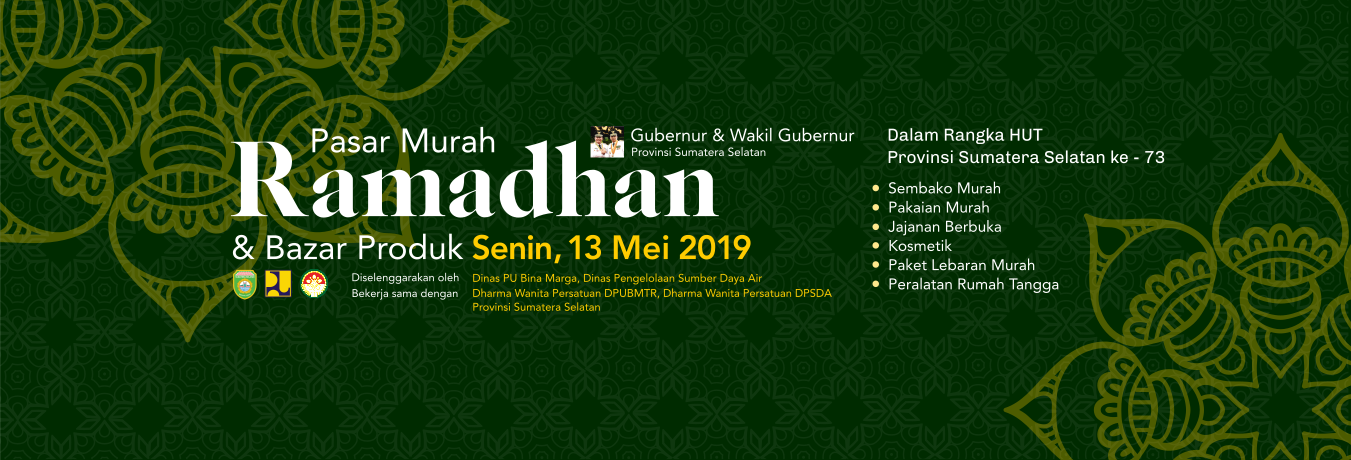 Pasar Murah
Ramadhan
& Bazar Produk Senin, 13 Mei 2019
Gubernur & Wakil Gubernur
Provinsi Sumatera Selatan
Diselenggarakan oleh Dinas PU Bina Marga, Dinas Pengelolaan Sumber Daya Air
Bekerja sama dengan Dharma Wanita Persatuan DPUBMTR, Dharma Wanita Persatuan DPSDA
Provinsi Sumatera Selatan
Dalam Rangka HUT
Provinsi Sumatera Selatan ke - 73
Sembako Murah
Pakaian Murah
Jajanan Berbuka
Kosmetik
Paket Lebaran Murah
Peralatan Rumah Tangga